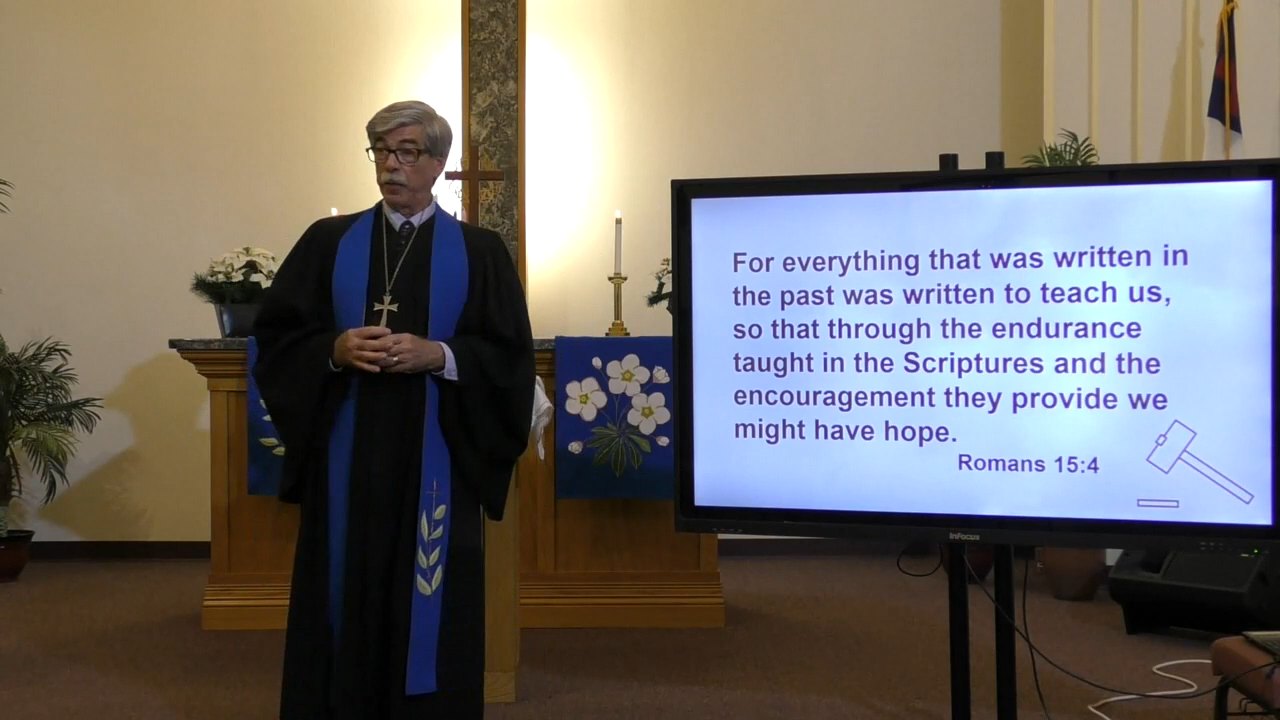 For everything that was written in
the past was written to teach us,
so that through the endurance
taught in the Scriptures and the
encouragement they provide we
might have hope.
Romans 15:4
InFocus